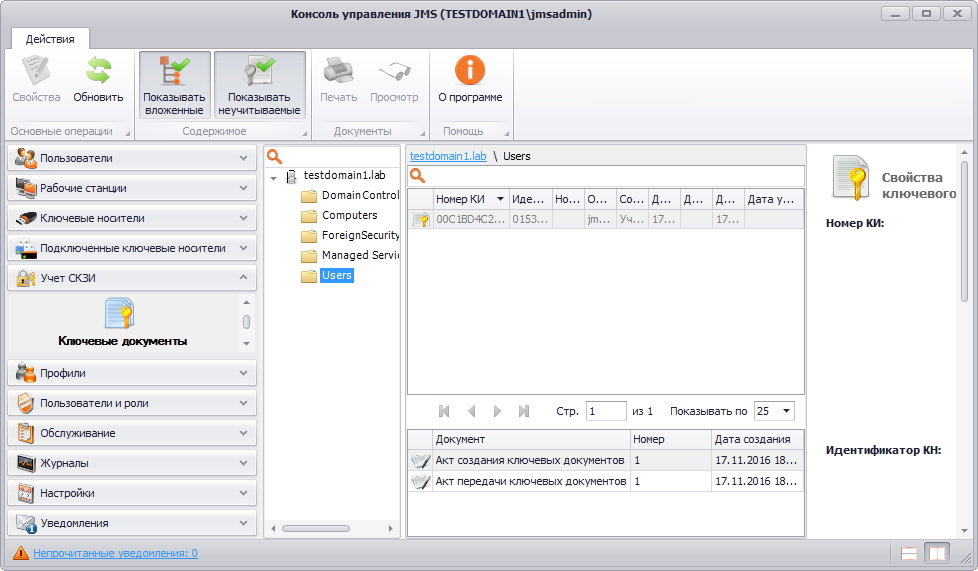 Консоль управления JMS (TESTDOMAIN1\jmsadmin)
Действия
Свойства
Обновить
Показывать вложенные
Показывать неучитываемые
Печать
Просмотр
О программе
Основные операции
Содержимое
Документы
Помощь
Пользователи
Рабочие станции
Ключевые носители
Подключенные ключевые носители
Учет СКЗИ
Ключевые документы
Профили
Пользователи и роли
Обслуживание
Журналы
Настройки
Уведомления
testdomain1.lab
DomainControl
Computers
ForeignSecurity
Managed Servi
Users
testdomain1.lab \ Users
Номер КИ Иде... Но... О... Со... Д... Д... Д... Дата у...
00C1BD4C2... 0153... jm... Уч... 17... 17...
Стр. 1 из 1 Показывать по 25
Документ Номер Дата создания
Акт создания ключевых документов 1 17.11.2016 18...
Акт передачи ключевых документов 1 17.11.2016 18...
Свойства
ключевого
Номер КИ:
Идентификатор КН:
Непрочитанные уведомления: 0